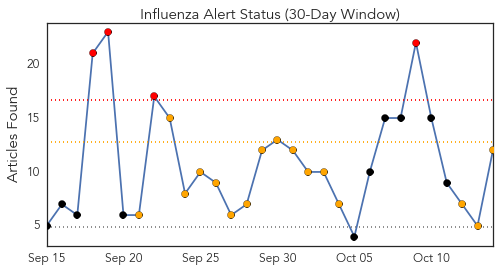 Influenza Alert Status (30-Day Window)
Articles Found
20
15
10
5
Sep 15
Sep 20
Sep 25
Sep 30
Oct 05
Oct 10